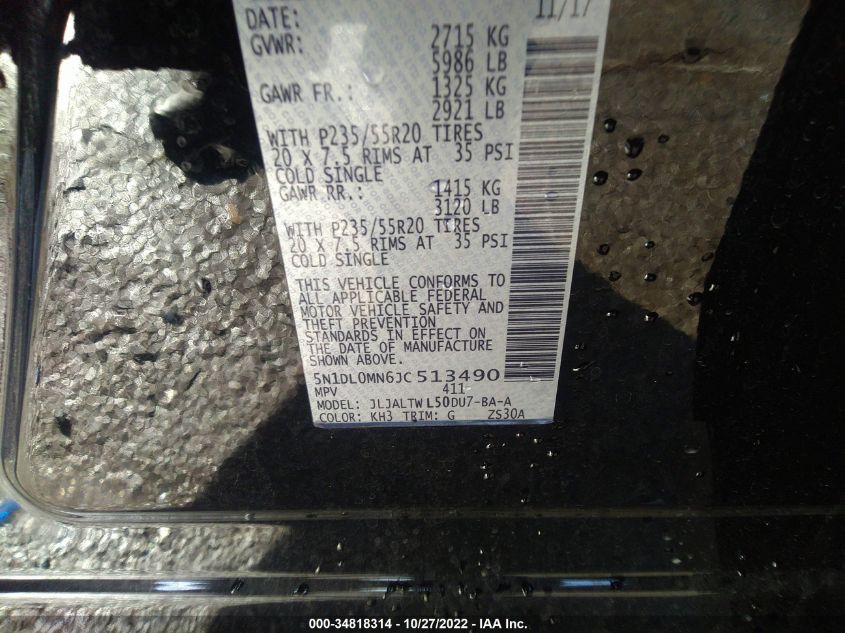 DATE: 11/17
GVWR: 2715 KG
5986 LB
GAWR FR.: 1325 KG
2921 LB
WITH P235/55R20 TIRES
20 X 7.5 RIMS AT 35 PSI
COLD SINGLE
GAWR RR.: 1415 KG
3120 LB
WITH P235/55R20 TIRES
20 X 7.5 RIMS AT 35 PSI
COLD SINGLE
THIS VEHICLE CONFORMS TO
ALL APPLICABLE FEDERAL
MOTOR VEHICLE SAFETY AND
THEFT PREVENTION
STANDARDS IN EFFECT ON
THE DATE OF MANUFACTURE
SHOWN ABOVE.
5N1DL0MN6JC513490
MPV 411
MODEL: JLJALTWL50DU7-BA-A
COLOR: KH3 TRIM: G ZS30A
000-34818314 - 10/27/2022 - IAA Inc.